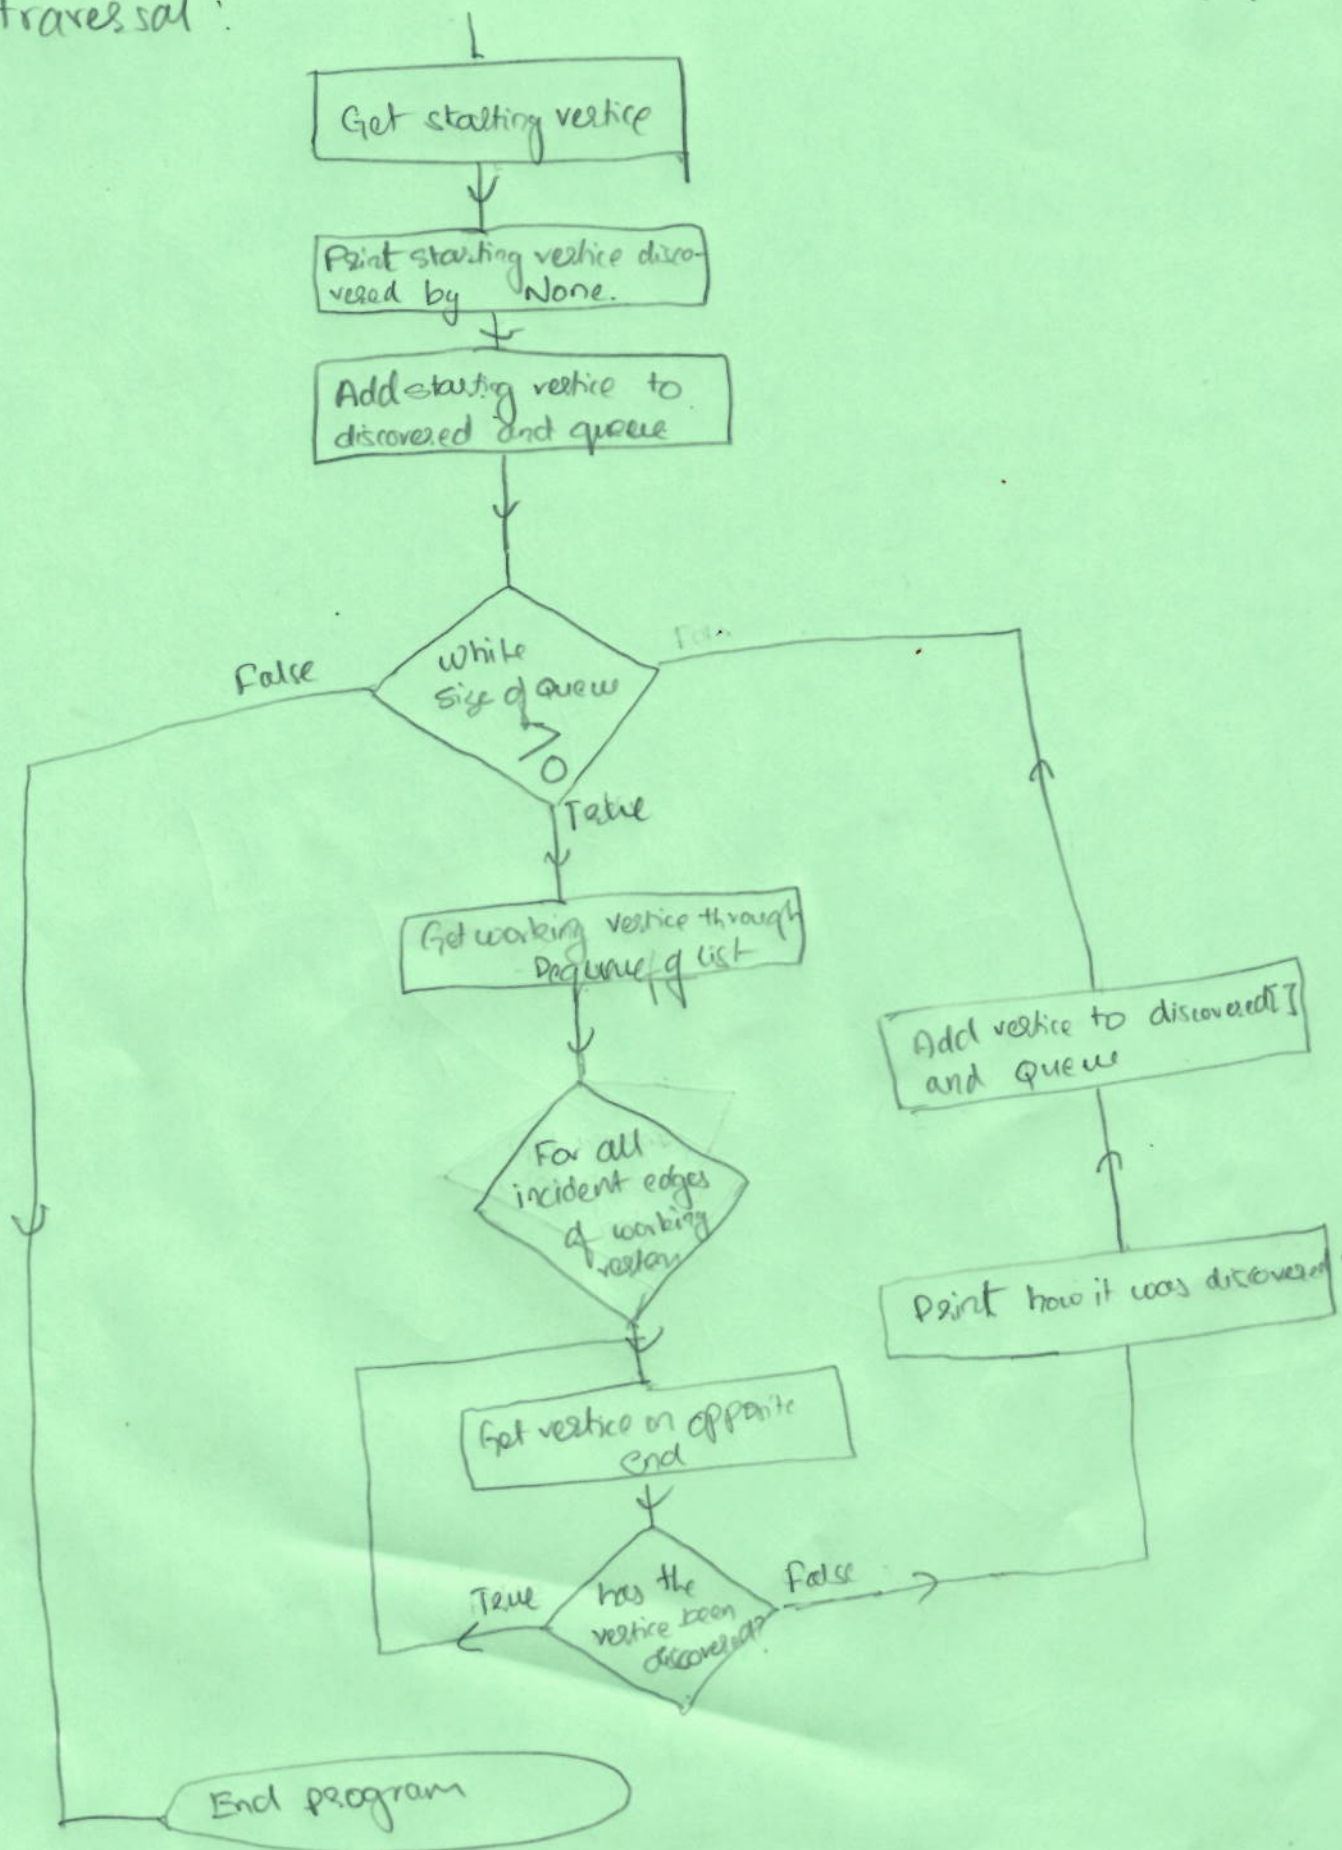 traversal :
Get starting vertice
Print starting vertice disco-
vered by None.
Add starting vertice to
discovered and queue
While
size of Queue
>
0
False
True
Get working vertice through
Dequeue of list
For all
incident edges
of working
Get vertice on opposite
end
has the
vertice been
discovered?
True
False
Print how it was discovered
Add vertice to discovered[]
and Queue
End program